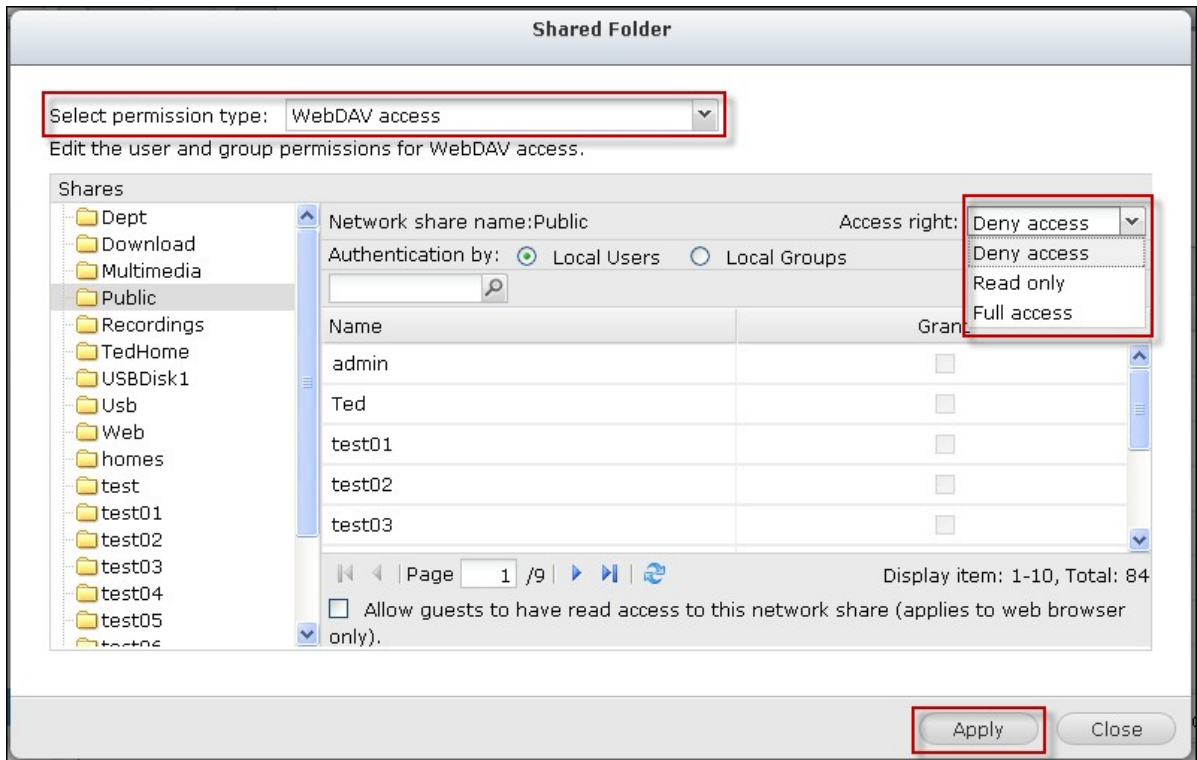 Shared Folder
Select permission type: WebDAV access
Edit the user and group permissions for WebDAV access.
Shares
Dept
Download
Multimedia
Public
Recordings
TedHome
USBDisk1
Usb
Web
homes
test
test01
test02
test03
test04
test05
test06
Network share name:Public
Access right: Deny access
Deny access
Read only
Full access
Authentication by: Local Users Local Groups
Name Grant
admin
Ted
test01
test02
test03
Page 1 /9
Display item: 1-10, Total: 84
Allow guests to have read access to this network share (applies to web browser
only).
Apply Close